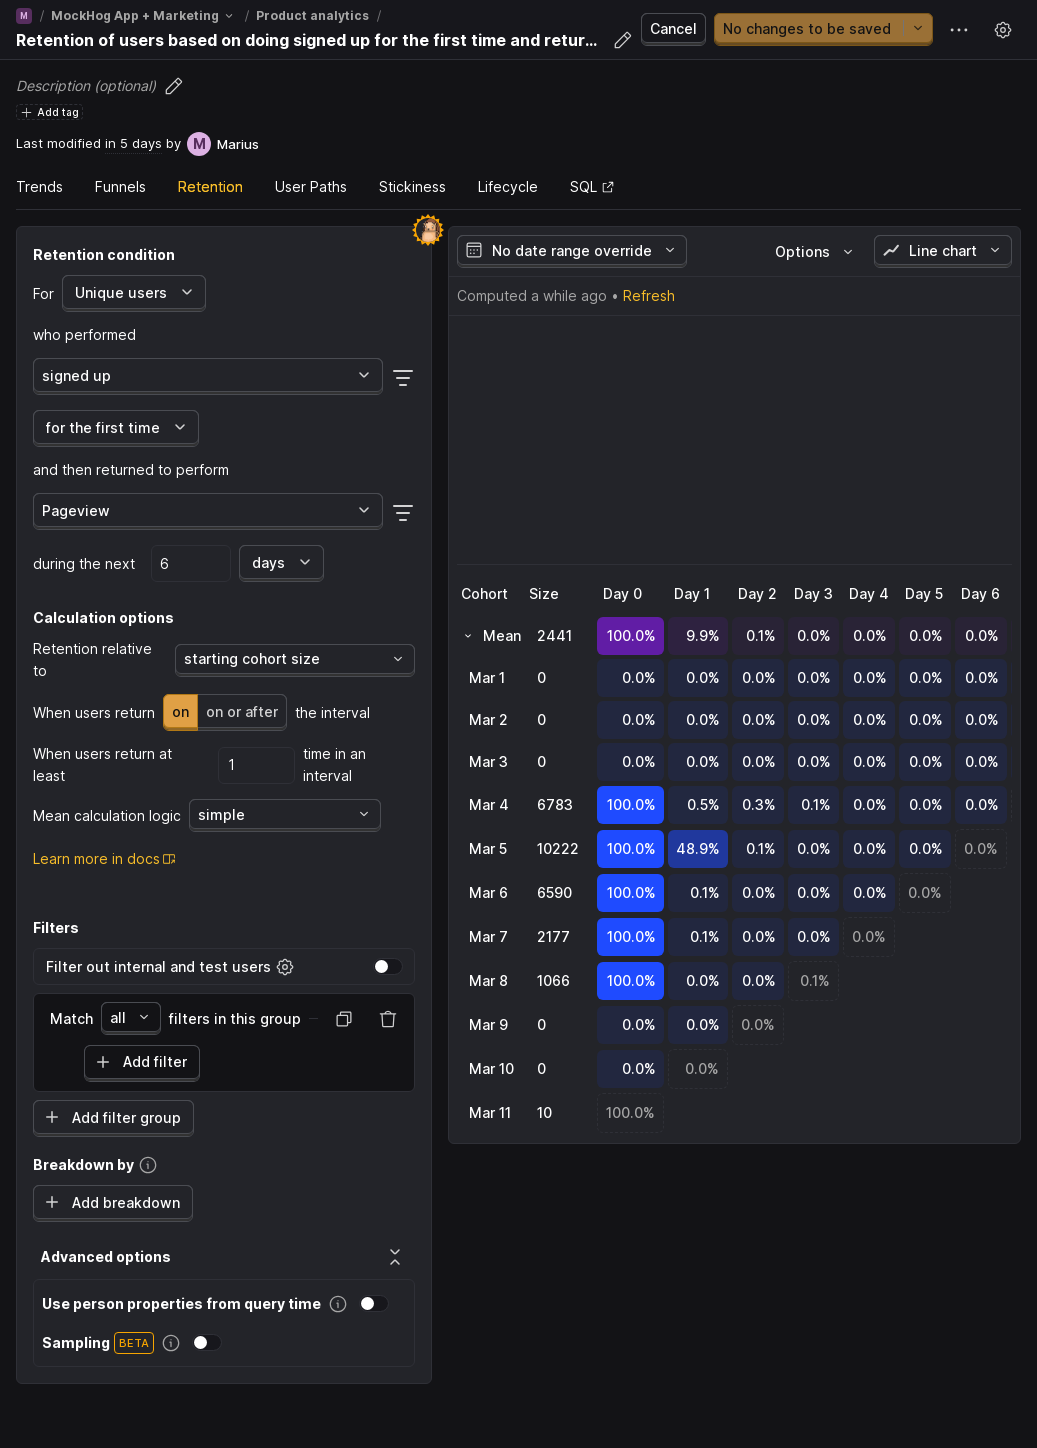 M / MockHog App + Marketing / Product analytics /
Retention of users based on doing signed up for the first time and retur...
Cancel
No changes to be saved
Description (optional)
Add tag
Last modified in 5 days by M Marius
Trends Funnels Retention User Paths Stickiness Lifecycle SQL
Retention condition
For Unique users
who performed
signed up
for the first time
and then returned to perform
Pageview
during the next 6 days
Calculation options
Retention relative
to
starting cohort size
When users return on on or after the interval
When users return at
least
1
time in an
interval
Mean calculation logic simple
Learn more in docs
Filters
Filter out internal and test users
Match all filters in this group
Add filter
Add filter group
Breakdown by
Add breakdown
Advanced options
Use person properties from query time
Sampling BETA
No date range override Options Line chart
Computed a while ago • Refresh
Cohort Size Day 0 Day 1 Day 2 Day 3 Day 4 Day 5 Day 6
Mean 2441 100.0% 9.9% 0.1% 0.0% 0.0% 0.0% 0.0%
Mar 1 0 0.0% 0.0% 0.0% 0.0% 0.0% 0.0% 0.0%
Mar 2 0 0.0% 0.0% 0.0% 0.0% 0.0% 0.0% 0.0%
Mar 3 0 0.0% 0.0% 0.0% 0.0% 0.0% 0.0% 0.0%
Mar 4 6783 100.0% 0.5% 0.3% 0.1% 0.0% 0.0% 0.0%
Mar 5 10222 100.0% 48.9% 0.1% 0.0% 0.0% 0.0% 0.0%
Mar 6 6590 100.0% 0.1% 0.0% 0.0% 0.0% 0.0%
Mar 7 2177 100.0% 0.1% 0.0% 0.0% 0.0%
Mar 8 1066 100.0% 0.0% 0.0% 0.1%
Mar 9 0 0.0% 0.0% 0.0%
Mar 10 0 0.0% 0.0%
Mar 11 10 100.0%